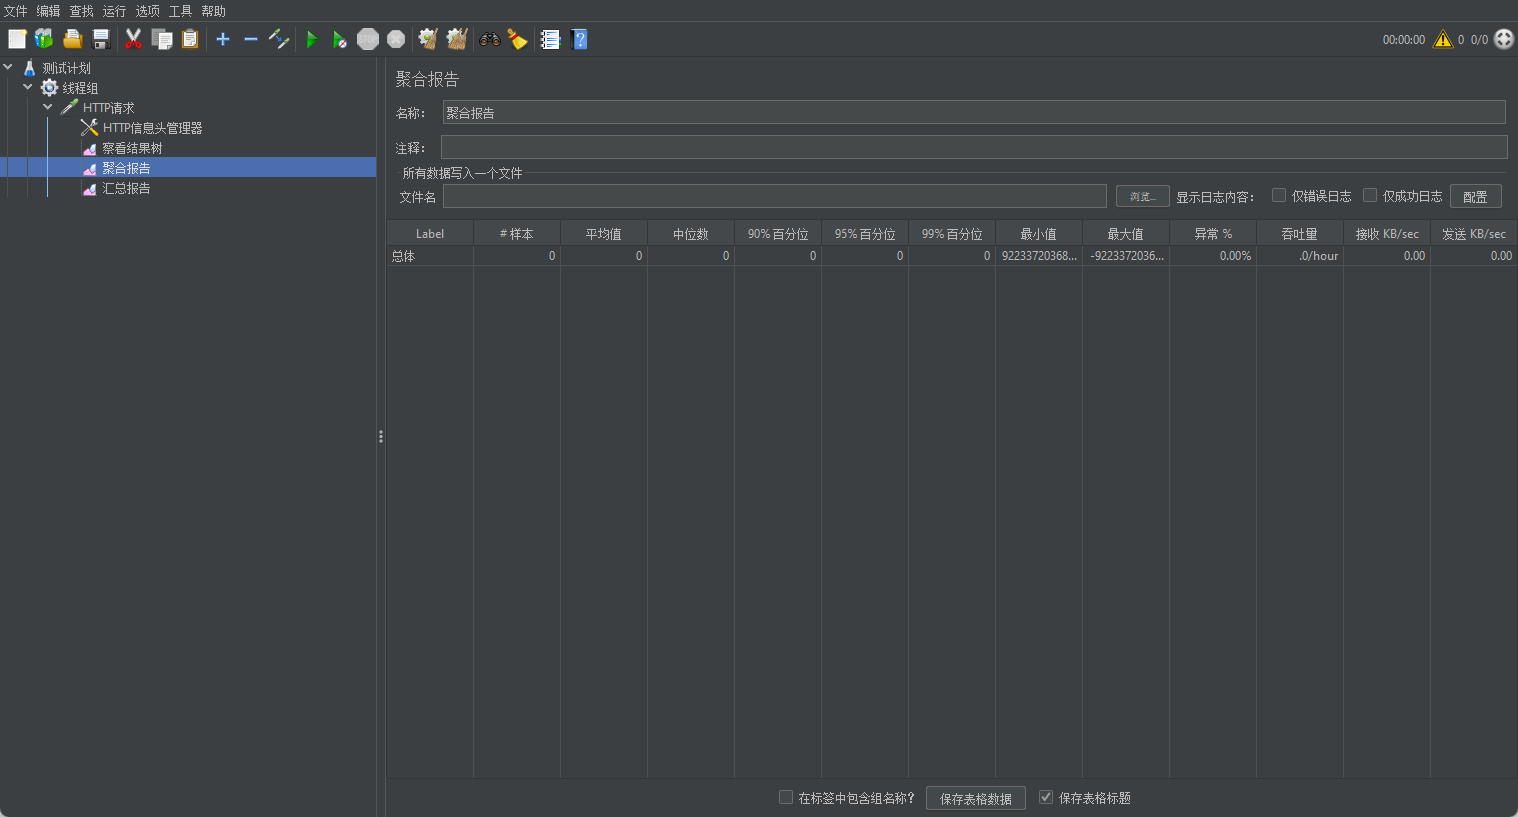 文件 编辑 查找 运行 选项 工具 帮助
00:00:00 0 0/0
测试计划
线程组
HTTP请求
HTTP信息头管理器
察看结果树
聚合报告
汇总报告
聚合报告
名称： 聚合报告
注释：
所有数据写入一个文件
文件名 浏览... 显示日志内容： 仅错误日志 仅成功日志 配置
Label # 样本 平均值 中位数 90% 百分位 95% 百分位 99% 百分位 最小值 最大值 异常 % 吞吐量 接收 KB/sec 发送 KB/sec
总体 0 0 0 0 0 0 92233720368... -9223372036... 0.00% .0/hour 0.00 0.00
在标签中包含组名称? 保存表格数据 保存表格标题